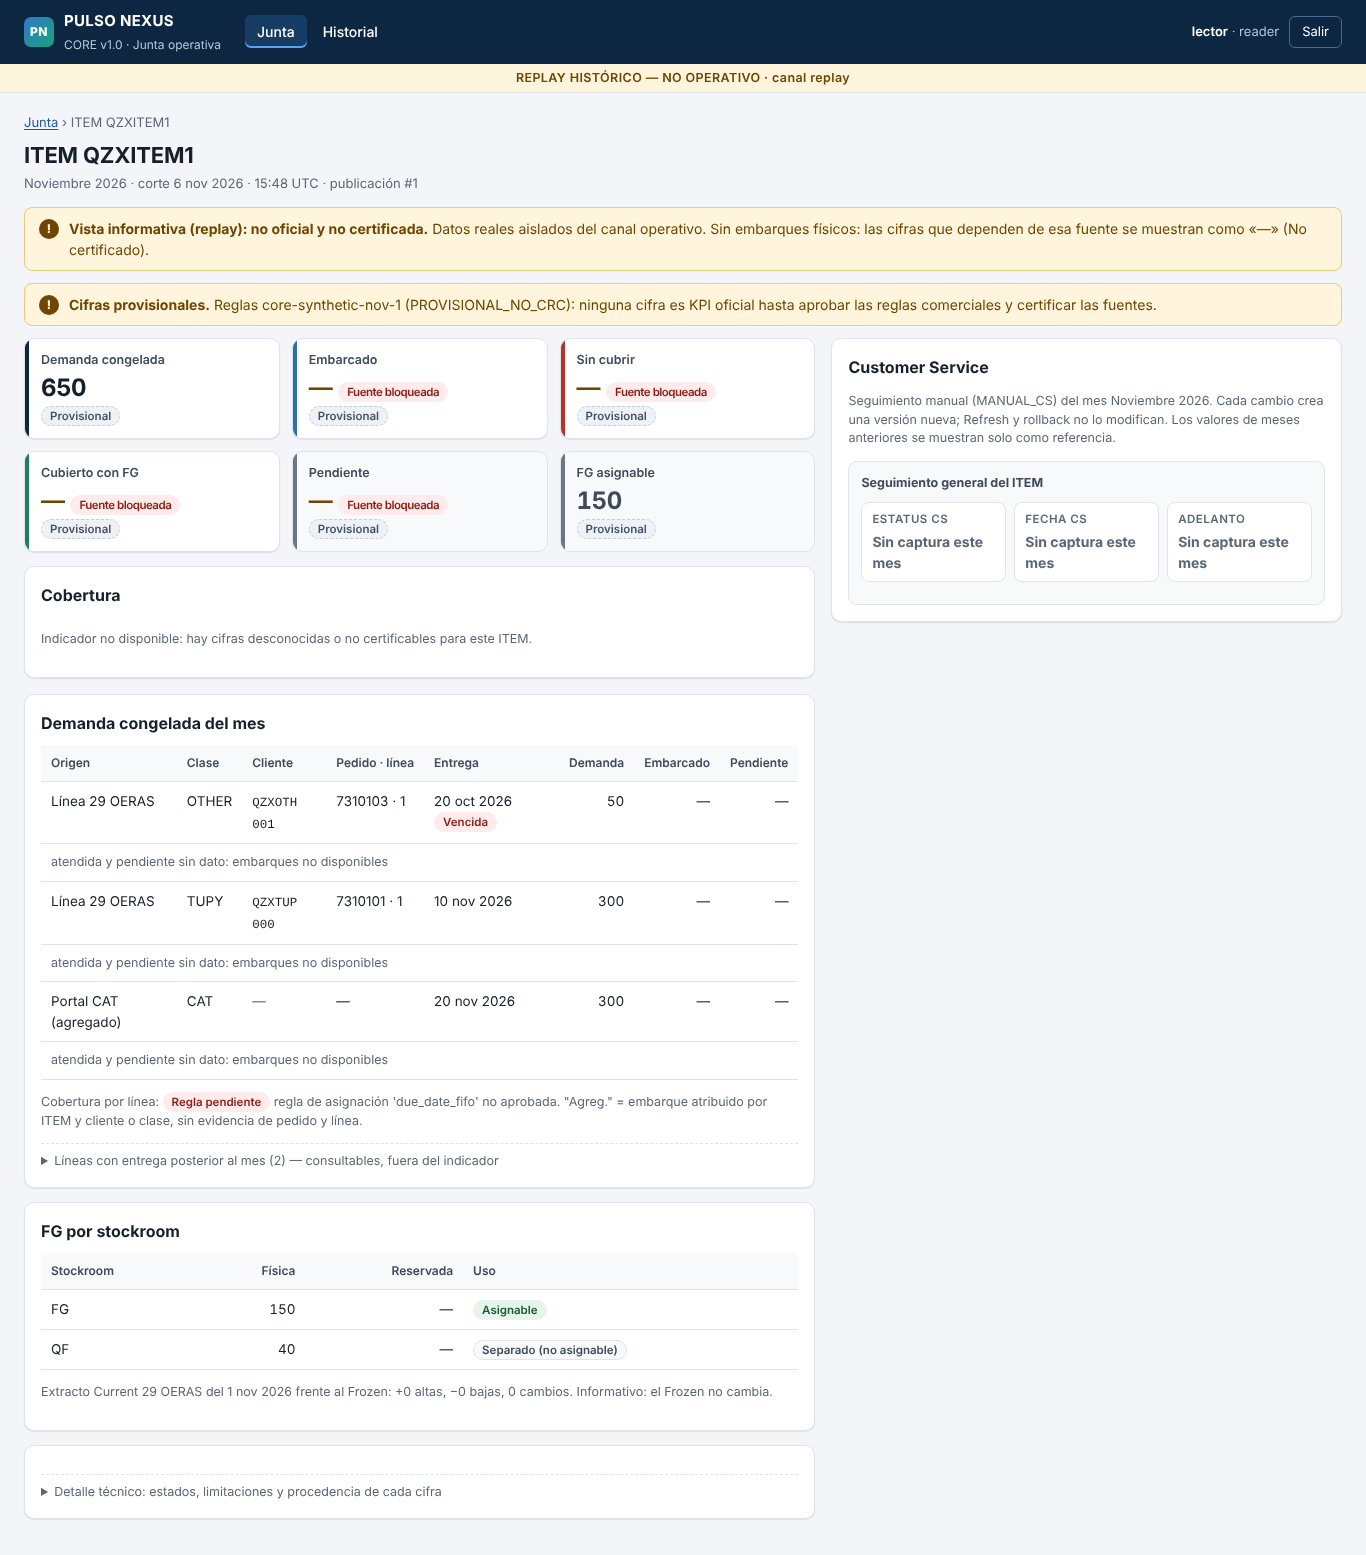 PN
PULSO NEXUS
CORE v1.0 · Junta operativa
Junta
Historial
lector · reader
Salir
REPLAY HISTÓRICO — NO OPERATIVO · canal replay
Junta › ITEM QZXITEM1
ITEM QZXITEM1
Noviembre 2026 · corte 6 nov 2026 · 15:48 UTC · publicación #1
! Vista informativa (replay): no oficial y no certificada. Datos reales aislados del canal operativo. Sin embarques físicos: las cifras que dependen de esa fuente se muestran como «—» (No
certificado).
! Cifras provisionales. Reglas core-synthetic-nov-1 (PROVISIONAL_NO_CRC): ninguna cifra es KPI oficial hasta aprobar las reglas comerciales y certificar las fuentes.
Demanda congelada
650
Provisional
Embarcado
— Fuente bloqueada
Provisional
Sin cubrir
— Fuente bloqueada
Provisional
Cubierto con FG
— Fuente bloqueada
Provisional
Pendiente
— Fuente bloqueada
Provisional
FG asignable
150
Provisional
Cobertura
Indicador no disponible: hay cifras desconocidas o no certificables para este ITEM.
Demanda congelada del mes
Origen Clase Cliente Pedido · línea Entrega Demanda Embarcado Pendiente
Línea 29 OERAS OTHER QZXOTH 7310103 · 1 20 oct 2026 50 — —
001 Vencida
atendida y pendiente sin dato: embarques no disponibles
Línea 29 OERAS TUPY QZXTUP 7310101 · 1 10 nov 2026 300 — —
000
atendida y pendiente sin dato: embarques no disponibles
Portal CAT CAT — — 20 nov 2026 300 — —
(agregado)
atendida y pendiente sin dato: embarques no disponibles
Cobertura por línea: Regla pendiente regla de asignación 'due_date_fifo' no aprobada. "Agreg." = embarque atribuido por
ITEM y cliente o clase, sin evidencia de pedido y línea.
▶ Líneas con entrega posterior al mes (2) — consultables, fuera del indicador
FG por stockroom
Stockroom Física Reservada Uso
FG 150 — Asignable
QF 40 — Separado (no asignable)
Extracto Current 29 OERAS del 1 nov 2026 frente al Frozen: +0 altas, −0 bajas, 0 cambios. Informativo: el Frozen no cambia.
▶ Detalle técnico: estados, limitaciones y procedencia de cada cifra
Customer Service
Seguimiento manual (MANUAL_CS) del mes Noviembre 2026. Cada cambio crea
una versión nueva; Refresh y rollback no lo modifican. Los valores de meses
anteriores se muestran solo como referencia.
Seguimiento general del ITEM
ESTATUS CS
Sin captura este
mes
FECHA CS
Sin captura este
mes
ADELANTO
Sin captura este
mes